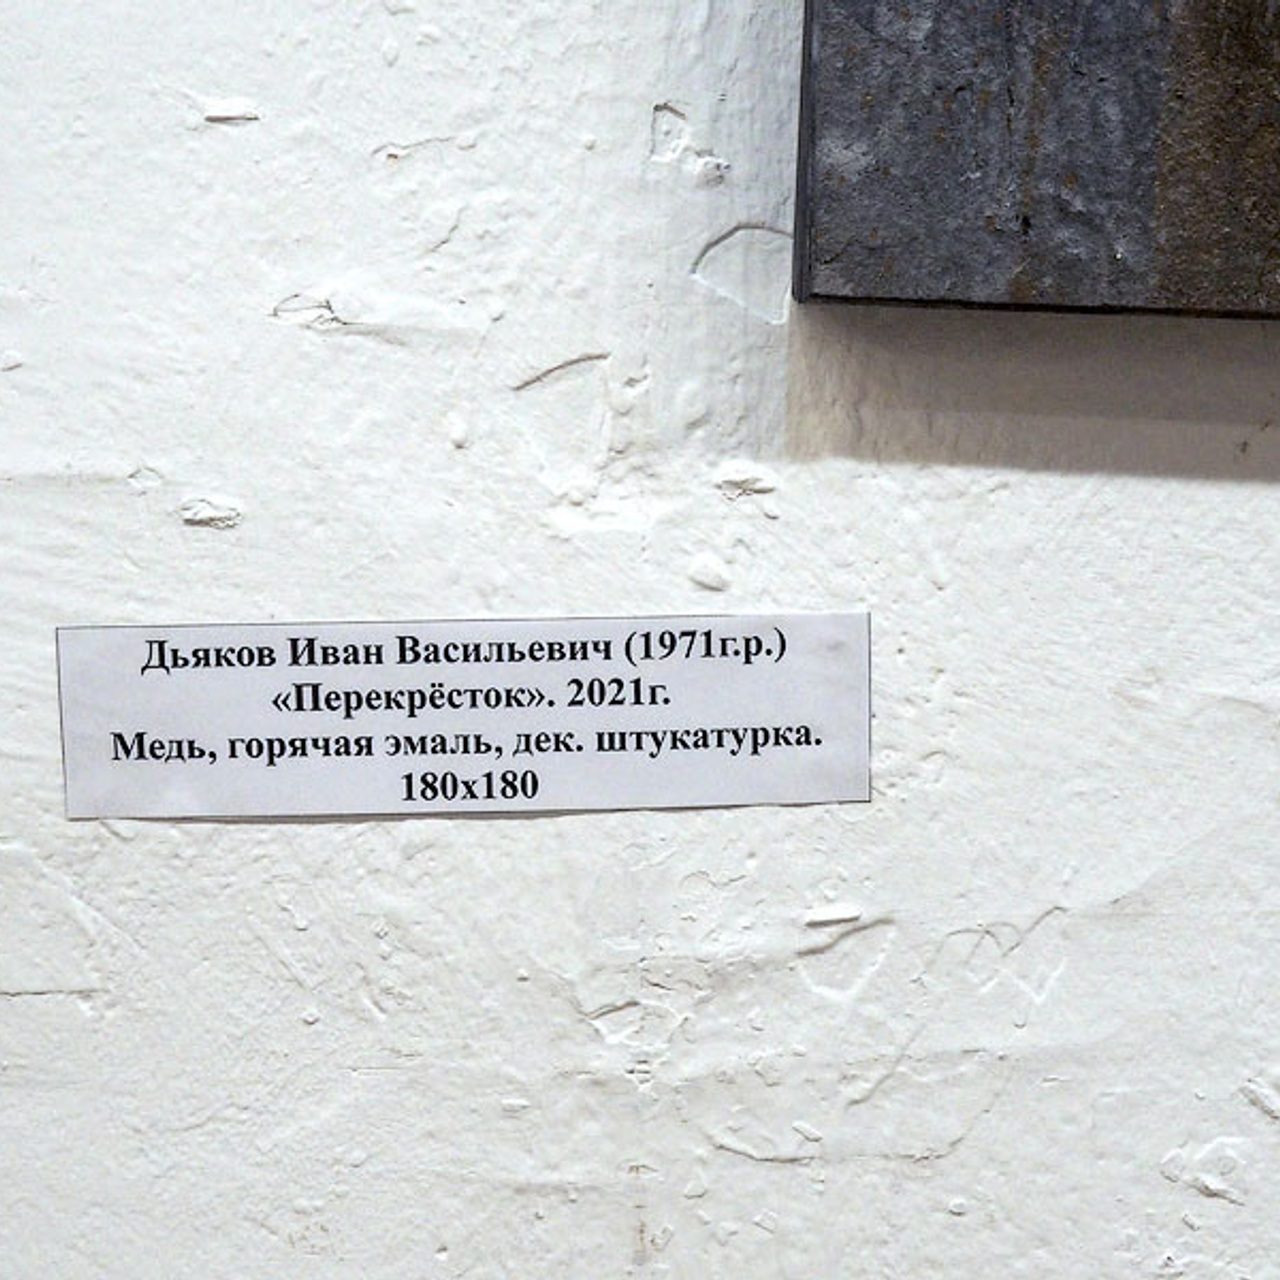 Дьяков Иван Васильевич (1971г.р.)
«Перекрёсток». 2021г.
Медь, горячая эмаль, дек. штукатурка.
180х180